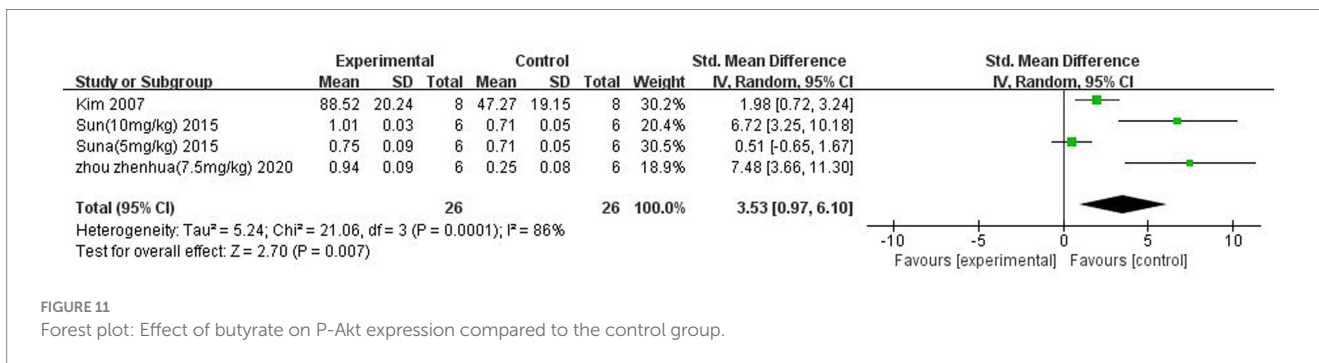 Experimental Control Std. Mean Difference Std. Mean Difference
Study or Subgroup Mean SD Total Mean SD Total Weight IV, Random, 95% CI IV, Random, 95% CI
Kim 2007 88.52 20.24 8 47.27 19.15 8 30.2% 1.98 [0.72, 3.24]
Sun(10mg/kg) 2015 1.01 0.03 6 0.71 0.05 6 20.4% 6.72 [3.25, 10.18]
Suna(5mg/kg) 2015 0.75 0.09 6 0.71 0.05 6 30.5% 0.51 [-0.65, 1.67]
zhou zhenhua(7.5mg/kg) 2020 0.94 0.09 6 0.25 0.08 6 18.9% 7.48 [3.66, 11.30]
Total (95% CI) 26 26 100.0% 3.53 [0.97, 6.10]
Heterogeneity: Tau² = 5.24; Chi² = 21.06, df = 3 (P = 0.0001); I² = 86%
Test for overall effect: Z = 2.70 (P = 0.007)
-10 -5 0 5 10
Favours [experimental] Favours [control]
FIGURE 11
Forest plot: Effect of butyrate on P-Akt expression compared to the control group.